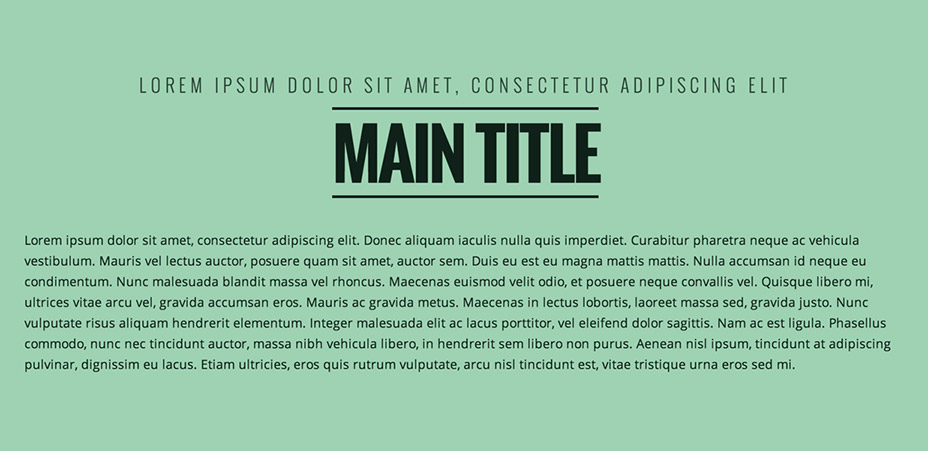 LOREM IPSUM DOLOR SIT AMET, CONSECTETUR ADIPISCING ELIT
MAIN TITLE
Lorem ipsum dolor sit amet, consectetur adipiscing elit. Donec aliquam iaculis nulla quis imperdiet. Curabitur pharetra neque ac vehicula
vestibulum. Mauris vel lectus auctor, posuere quam sit amet, auctor sem. Duis eu est eu magna mattis mattis. Nulla accumsan id neque eu
condimentum. Nunc malesuada blandit massa vel rhoncus. Maecenas euismod velit odio, et posuere neque convallis vel. Quisque libero mi,
ultrices vitae arcu vel, gravida accumsan eros. Mauris ac gravida metus. Maecenas in lectus lobortis, laoreet massa sed, gravida justo. Nunc
vulputate risus aliquam hendrerit elementum. Integer malesuada elit ac lacus porttitor, vel eleifend dolor sagittis. Nam ac est ligula. Phasellus
commodo, nunc nec tincidunt auctor, massa nibh vehicula libero, in hendrerit sem libero non purus. Aenean nisl ipsum, tincidunt at adipiscing
pulvinar, dignissim eu lacus. Etiam ultricies, eros quis rutrum vulputate, arcu nisl tincidunt est, vitae tristique urna eros sed mi.